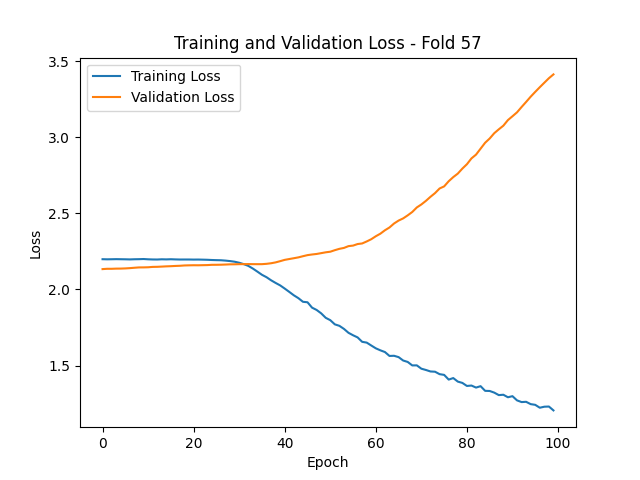 Training and Validation Loss - Fold 57
Training Loss
Validation Loss
Loss
3.5
3.0
2.5
2.0
1.5
0
20
40
60
80
100
Epoch